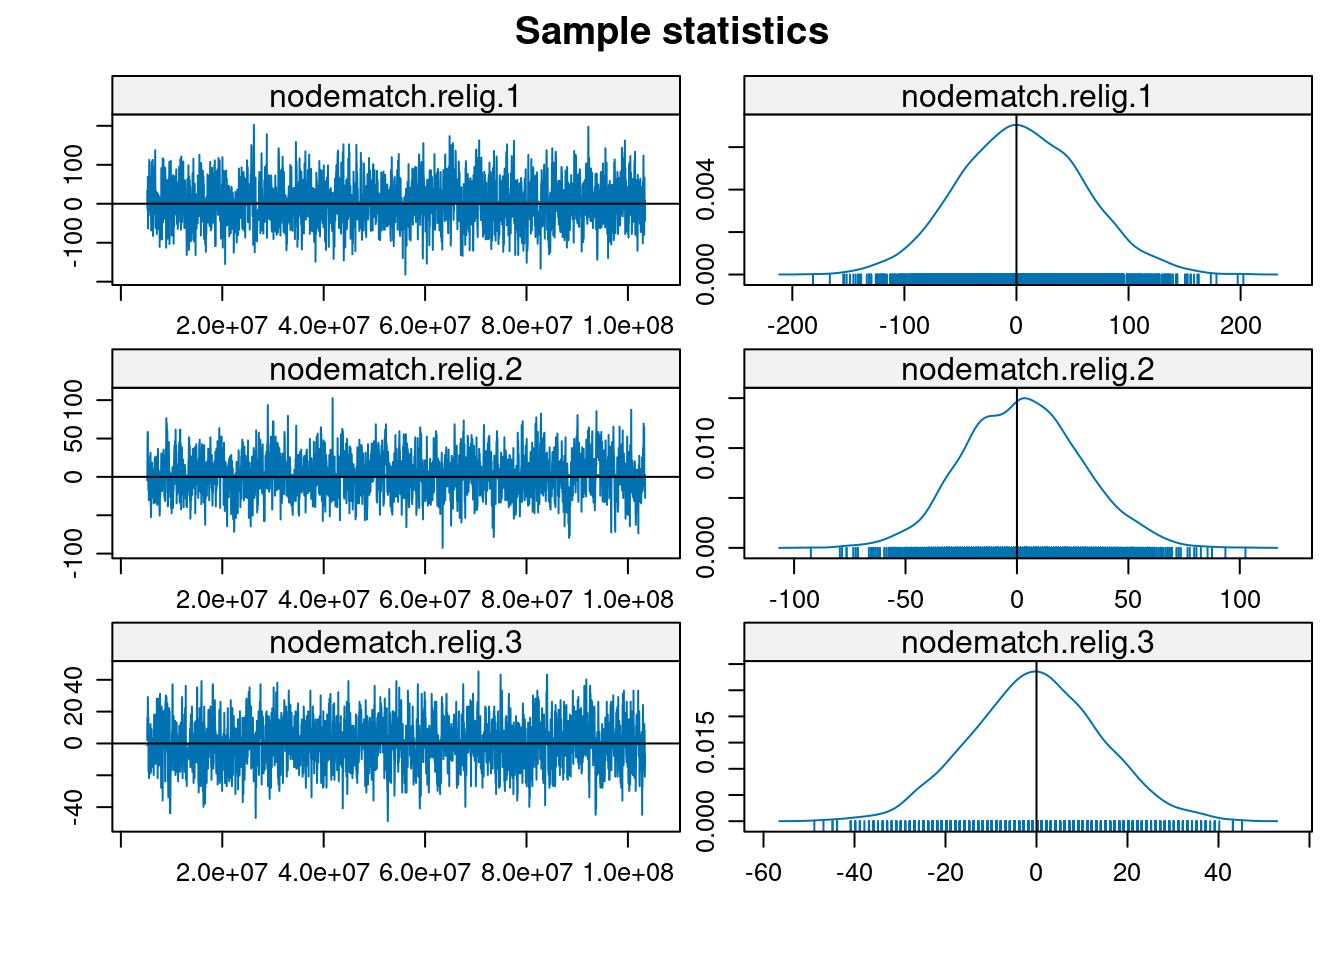 Sample statistics
nodematch.relig.1
nodematch.relig.1
-100 0 100
0.000 0.004
2.0e+07 4.0e+07 6.0e+07 8.0e+07 1.0e+08
-200 -100 0 100 200
nodematch.relig.2
nodematch.relig.2
-100 0 50 100
0.000 0.010
2.0e+07 4.0e+07 6.0e+07 8.0e+07 1.0e+08
-100 -50 0 50 100
nodematch.relig.3
nodematch.relig.3
-40 0 20 40
0.000 0.015
2.0e+07 4.0e+07 6.0e+07 8.0e+07 1.0e+08
-60 -40 -20 0 20 40